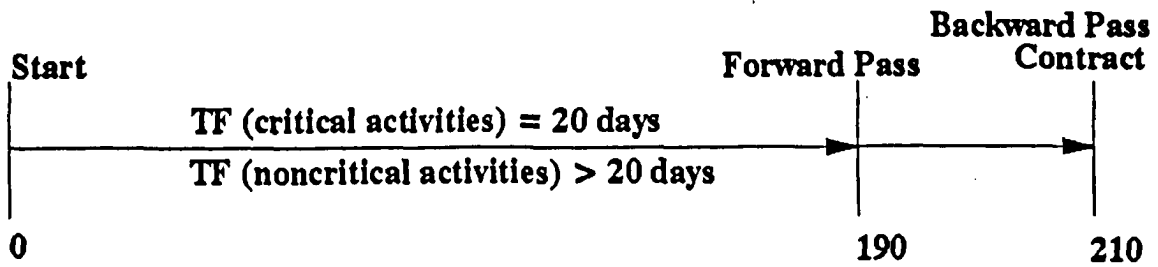 Backward Pass
Start
Forward Pass
Contract
TF (critical activities) = 20 days
TF (noncritical activities) > 20 days
0
190
210